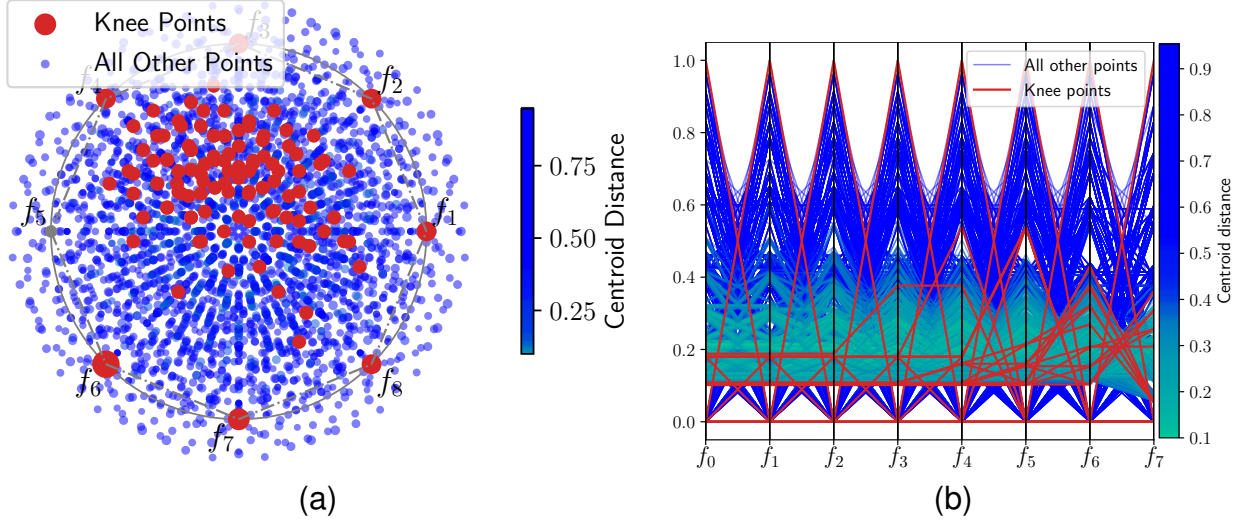 Knee Points
All Other Points
f3
f4
f2
f5
f1
f6
f8
f7
0.75
0.50
0.25
Centroid Distance
(a)
All other points
Knee points
1.0
0.8
0.6
0.4
0.2
0.0
f0 f1 f2 f3 f4 f5 f6 f7
0.9
0.8
0.7
0.6
0.5
0.4
0.3
0.2
0.1
Centroid distance
(b)